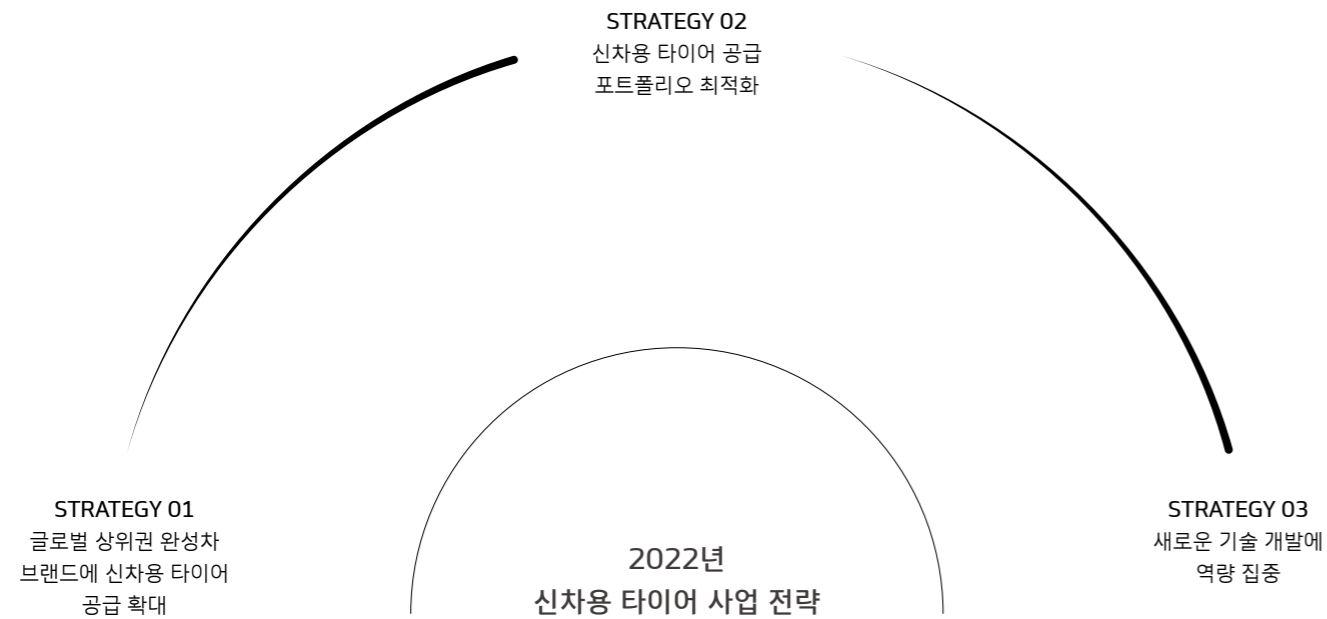 STRATEGY 02
신차용 타이어 공급
포트폴리오 최적화
STRATEGY 01
글로벌 상위권 완성차
브랜드에 신차용 타이어
공급 확대
2022년
신차용 타이어 사업 전략
STRATEGY 03
새로운 기술 개발에
역량 집중